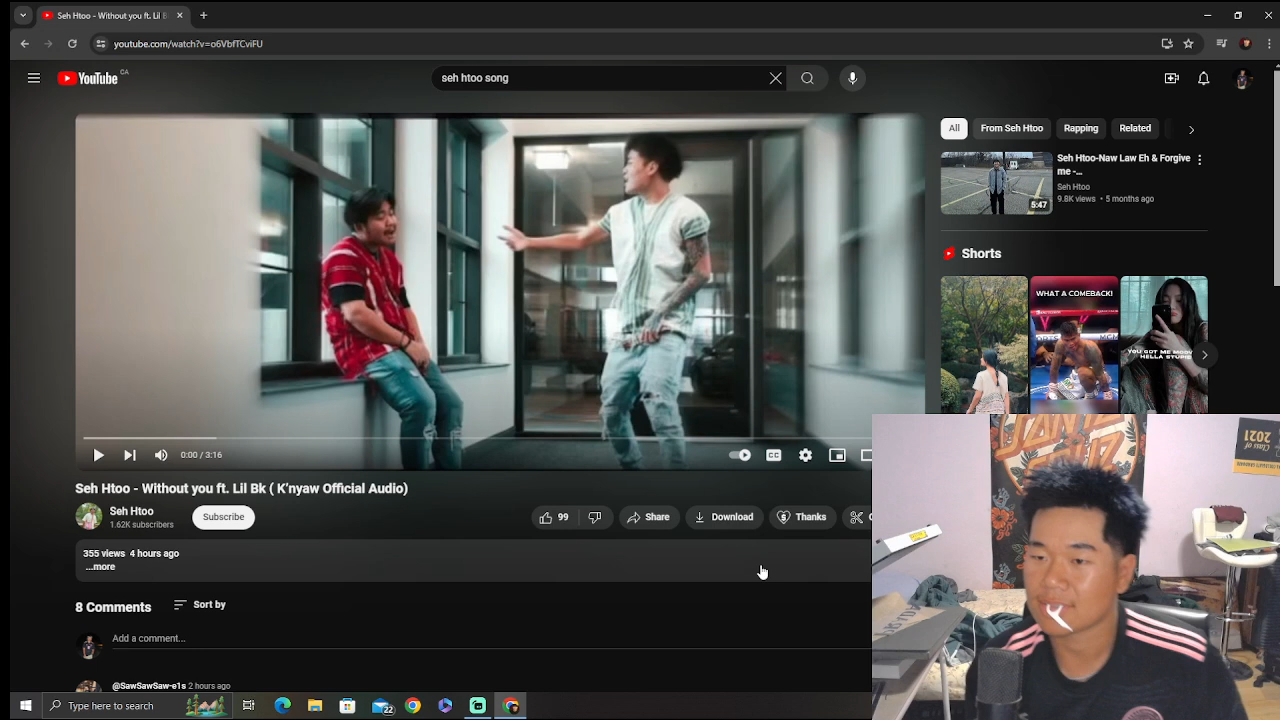 Seh Htoo - Without you ft. Lil B
youtube.com/watch?v=o6VbfTCviFU
YouTube CA
seh htoo song
All
From Seh Htoo
Rapping
Related
Seh Htoo-Naw Law Eh & Forgive
me -...
Seh Htoo
9.8K views • 5 months ago
5:47
Shorts
WHAT A COMEBACK!
YOU GOT ME
HELLA STUPID
0:00 / 3:16
CC
Seh Htoo - Without you ft. Lil Bk ( K'nyaw Official Audio)
Seh Htoo
1.62K subscribers
Subscribe
99
Share
Download
Thanks
355 views 4 hours ago
...more
8 Comments
Sort by
Add a comment...
@SawSawSaw-e1s 2 hours ago
2021
Class of
Type here to search
22